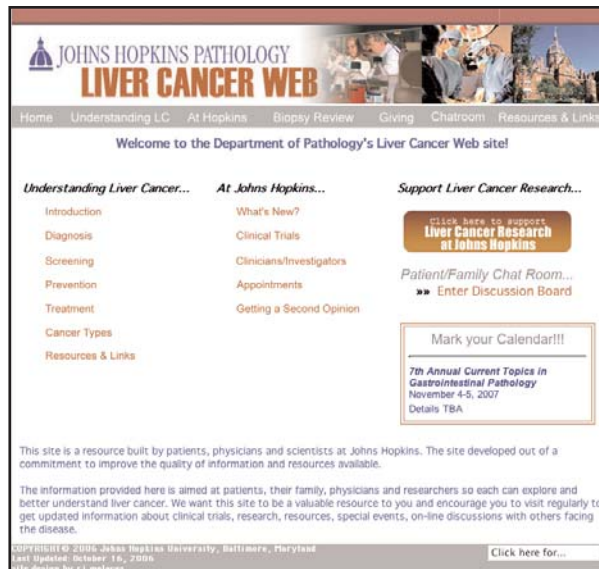 JOHNS HOPKINS PATHOLOGY
LIVER CANCER WEB
Home Understanding LC At Hopkins Biopsy Review Giving Chatroom Resources & Links
Welcome to the Department of Pathology's Liver Cancer Web site!
Understanding Liver Cancer...
Introduction
Diagnosis
Screening
Prevention
Treatment
Cancer Types
Resources & Links
At Johns Hopkins...
What's New?
Clinical Trials
Clinicians/Investigators
Appointments
Getting a Second Opinion
Support Liver Cancer Research...
Click here to support
Liver Cancer Research
at Johns Hopkins
Patient/Family Chat Room...
»» Enter Discussion Board
Mark your Calendar!!!
7th Annual Current Topics in
Gastrointestinal Pathology
November 4-5, 2007
Details TBA
This site is a resource built by patients, physicians and scientists at Johns Hopkins. The site developed out of a
commitment to improve the quality of information and resources available.
The information provided here is aimed at patients, their family, physicians and researchers so each can explore and
better understand liver cancer. We want this site to be a valuable resource to you and encourage you to visit regularly to
get updated information about clinical trials, research, resources, special events, on-line discussions with others facing
the disease.
COPYRIGHT© 2006 Johns Hopkins University, Baltimore, Maryland
Last Updated: October 16, 2006
site design by
Click here for...